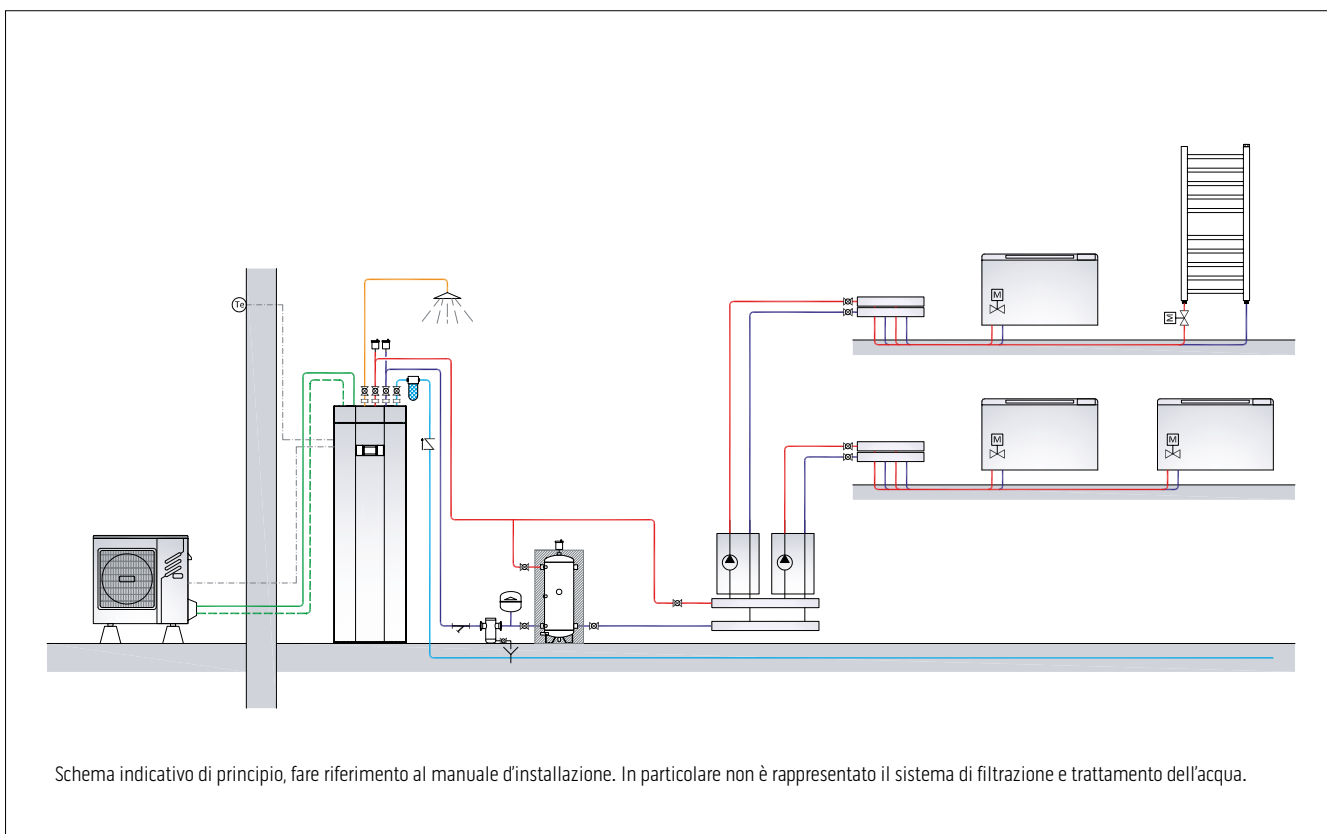 Te
M
M
M
M
Schema indicativo di principio, fare riferimento al manuale d'installazione. In particolare non è rappresentato il sistema di filtrazione e trattamento dell'acqua.